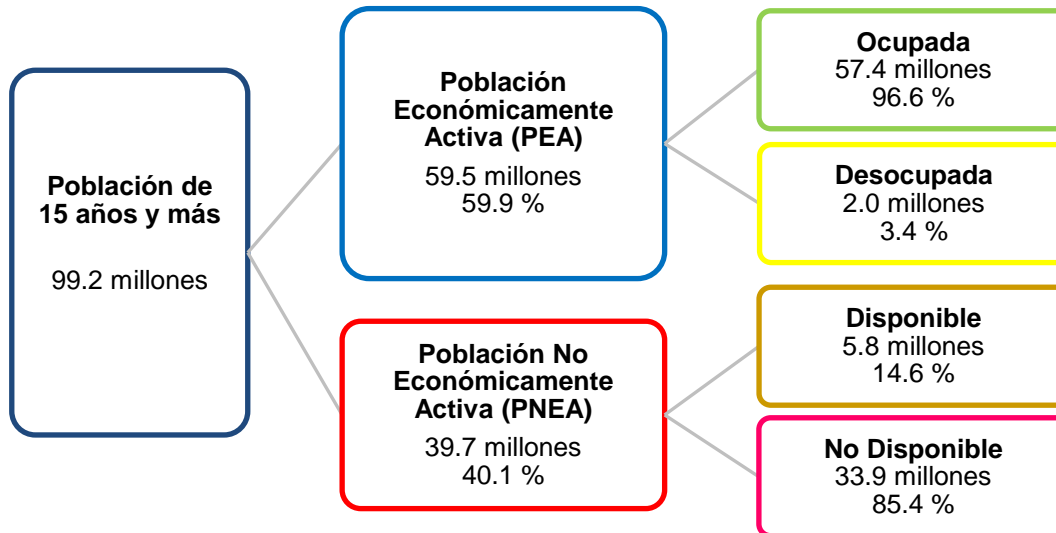 Población de
15 años y más
99.2 millones
Población
Económicamente
Activa (PEA)
59.5 millones
59.9 %
Población No
Económicamente
Activa (PNEA)
39.7 millones
40.1 %
Ocupada
57.4 millones
96.6 %
Desocupada
2.0 millones
3.4 %
Disponible
5.8 millones
14.6 %
No Disponible
33.9 millones
85.4 %